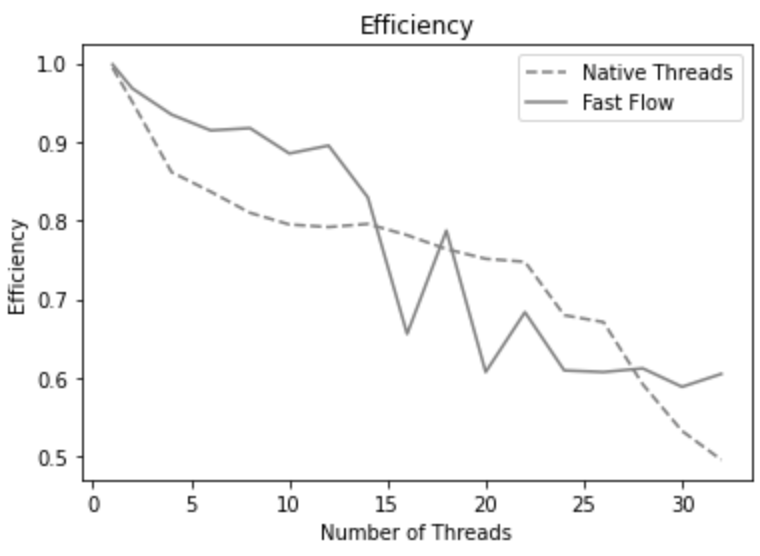 Efficiency
Native Threads
Fast Flow
1.0
0.9
0.8
0.7
0.6
0.5
Efficiency
0 5 10 15 20 25 30
Number of Threads